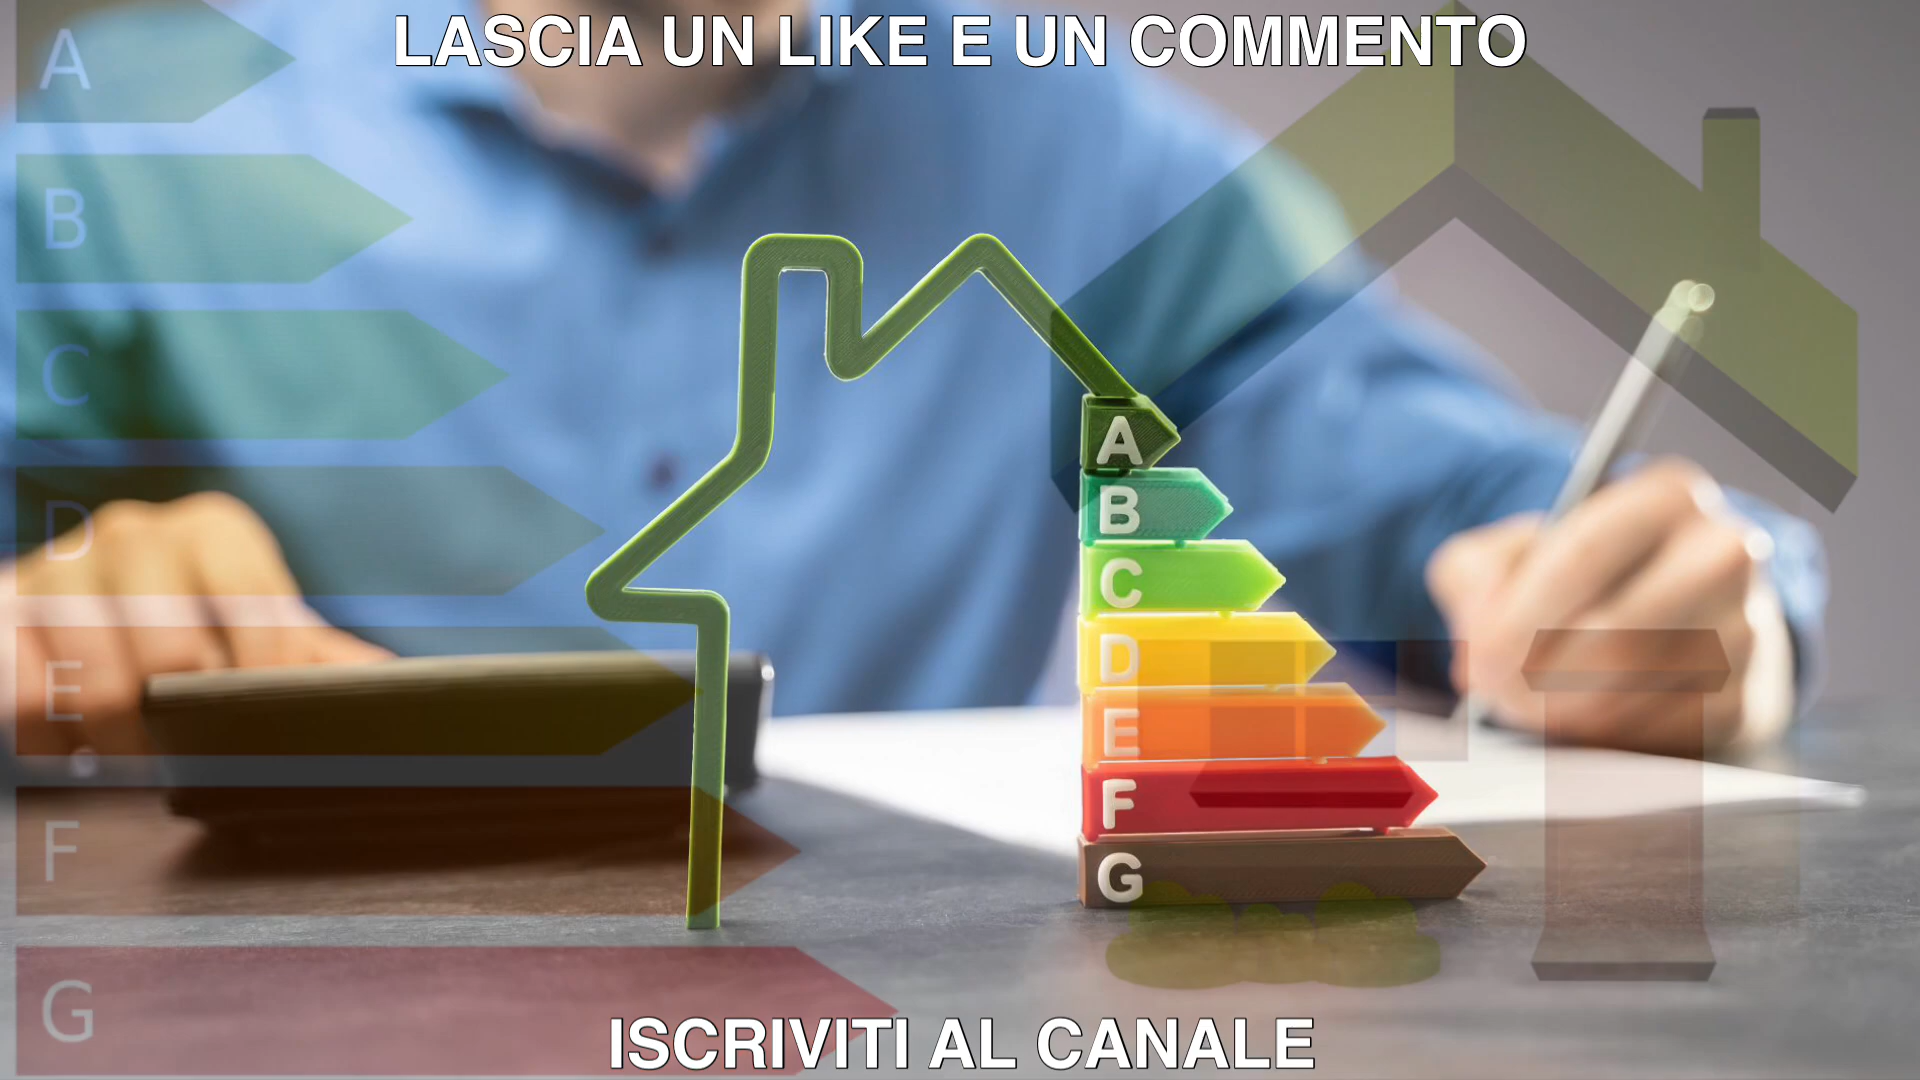 LASCIA UN LIKE E UN COMMENTO
A
B
C
D
E
F
G
A
B
C
D
E
F
G
ISCRIVITI AL CANALE